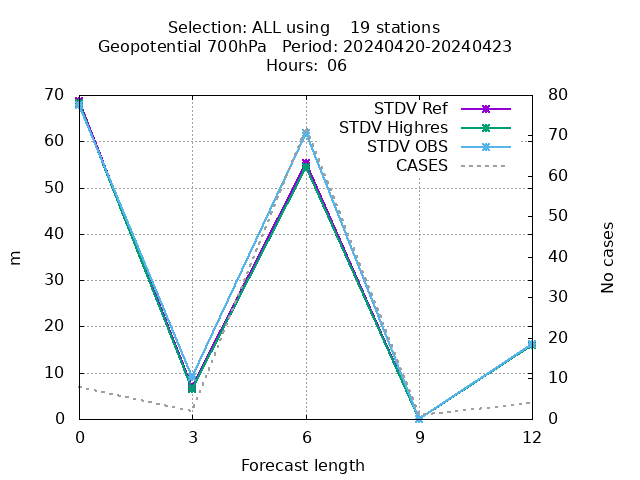 Selection: ALL using    19 stations
Geopotential 700hPa   Period: 20240420-20240423
Hours: 06
70
60
50
40
30
20
10
0
m
80
70
60
50
40
30
20
10
0
No cases
STDV Ref
STDV Highres
STDV OBS
CASES
0 3 6 9 12
Forecast length